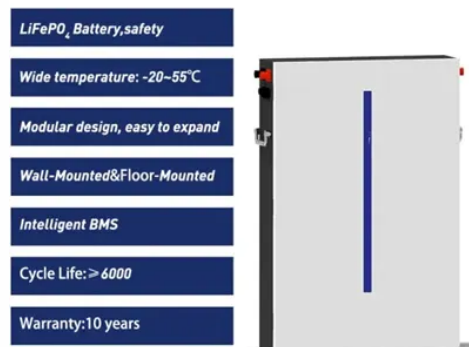 LiFePO₄ Battery,safety
Wide temperature: -20~55℃
Modular design, easy to expand
Wall-Mounted&Floor-Mounted
Intelligent BMS
Cycle Life:≥6000
Warranty:10 years